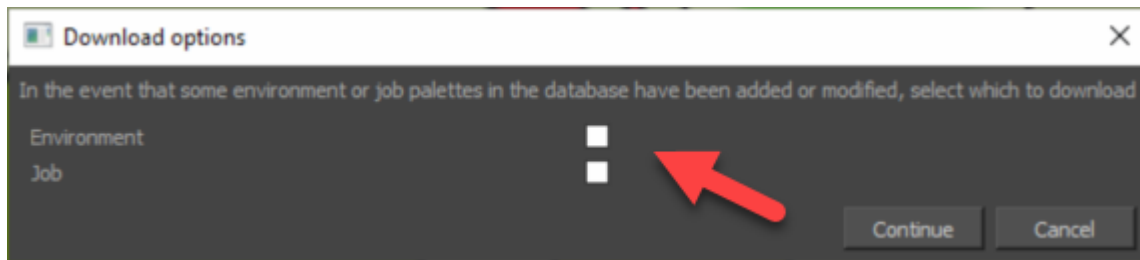 Download options
In the event that some environment or job palettes in the database have been added or modified, select which to download
Environment
Job
Continue Cancel